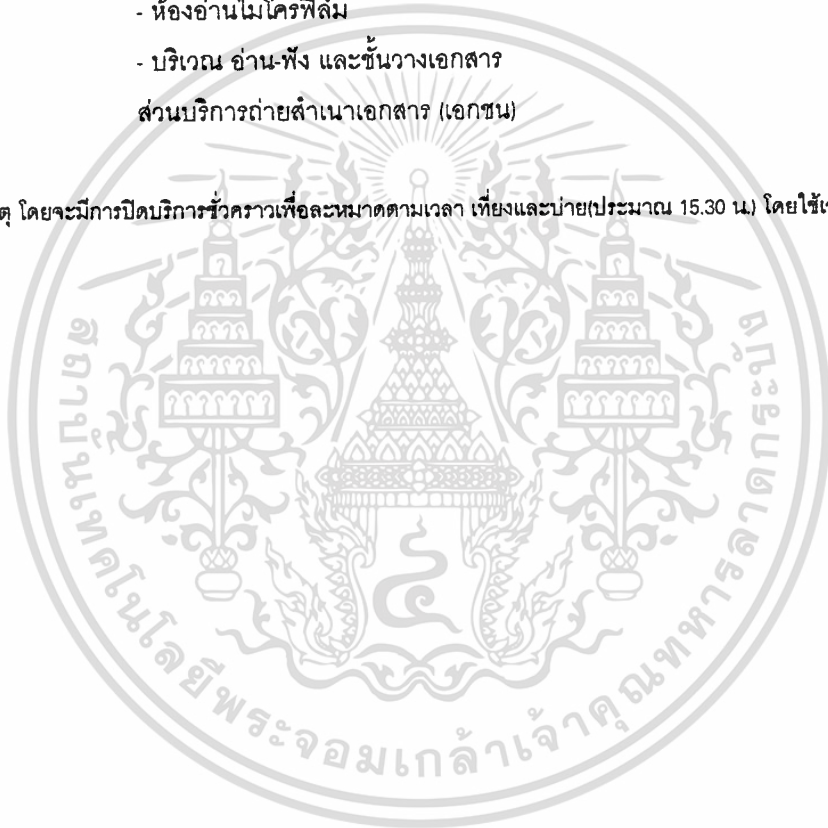 - ห้องอ่านไมโครฟิล์ม
- บริเวณ อ่าน-ฟัง และชั้นวางเอกสาร
ส่วนบริการถ่ายสำเนาเอกสาร (เอกชน)
โดยจะมีการปิดบริการชั่วคราวเพื่อละหมาดตามเวลา เที่ยงและบ่าย(ประมาณ 15.30 น.) โดยใช้
สถาบันเทคโนโลยีพระจอมเกล้าเจ้าคุณทหารลาดกระบัง